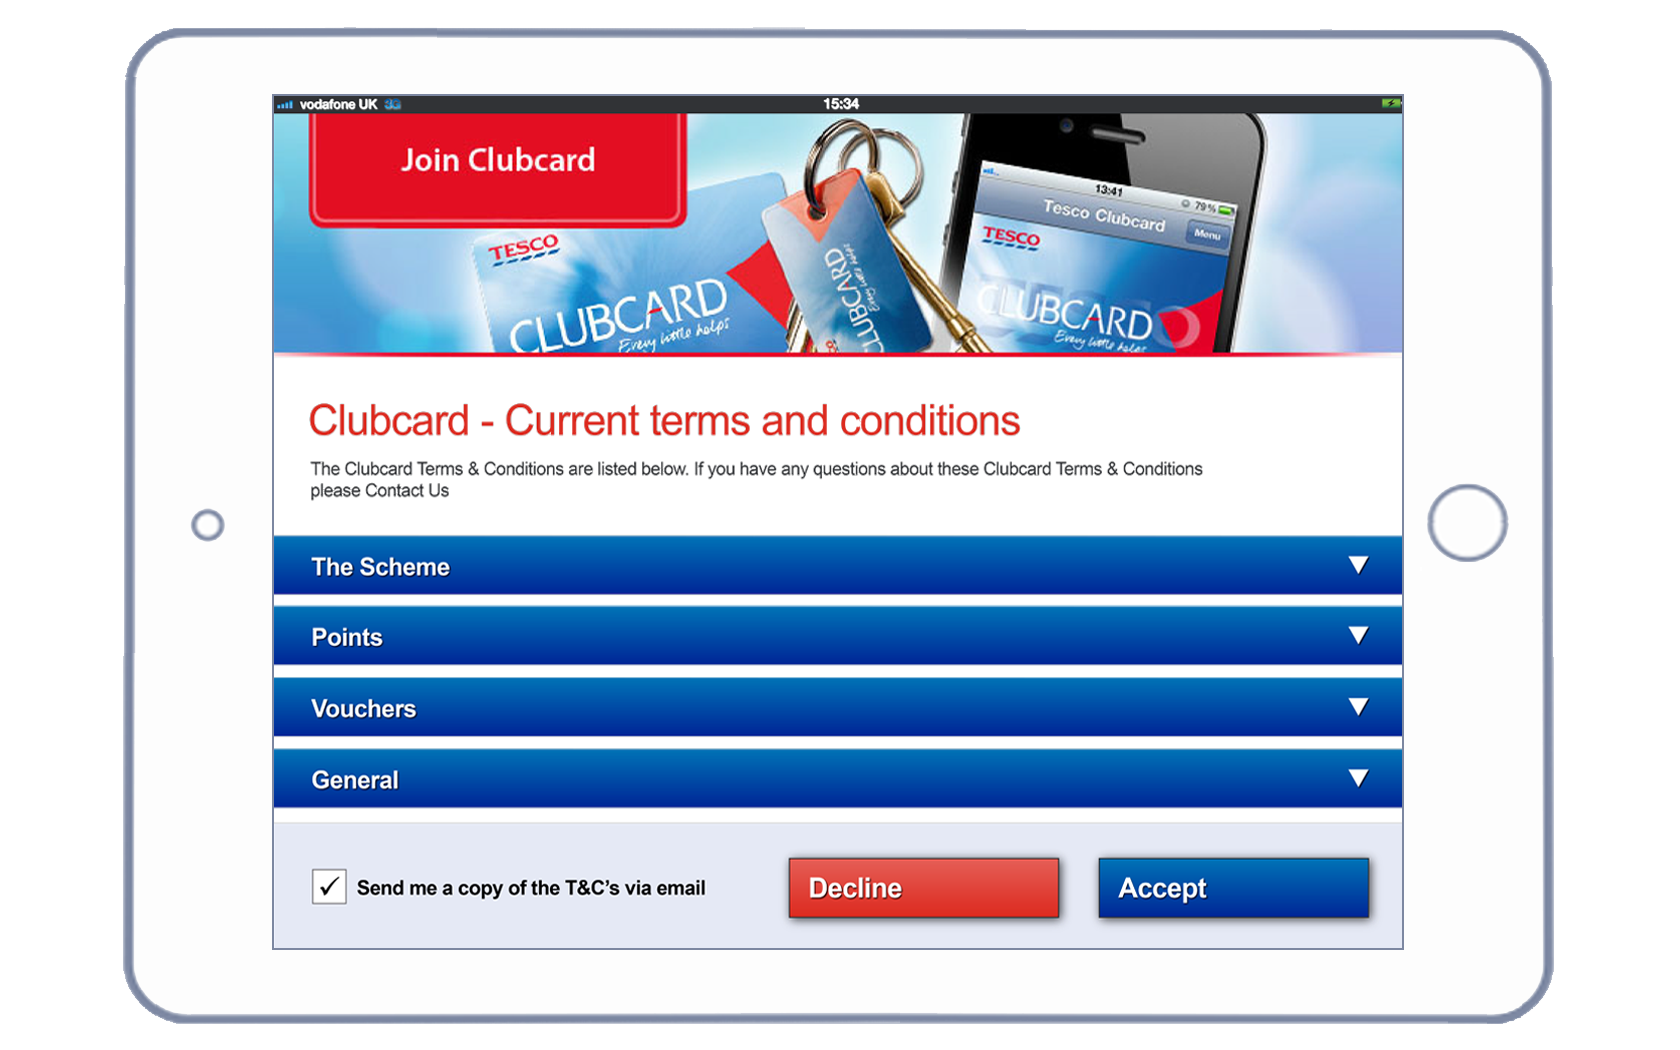 vodafone UK 3G 15:34
Join Clubcard
TESCO
CLUBCARD
Every little helps
CLUBCARD
Every little helps
13:41
79%
Tesco Clubcard
Menu
TESCO
CLUBCARD
Every little helps
Clubcard - Current terms and conditions
The Clubcard Terms & Conditions are listed below. If you have any questions about these Clubcard Terms & Conditions
please Contact Us
The Scheme
Points
Vouchers
General
Send me a copy of the T&C's via email
Decline
Accept